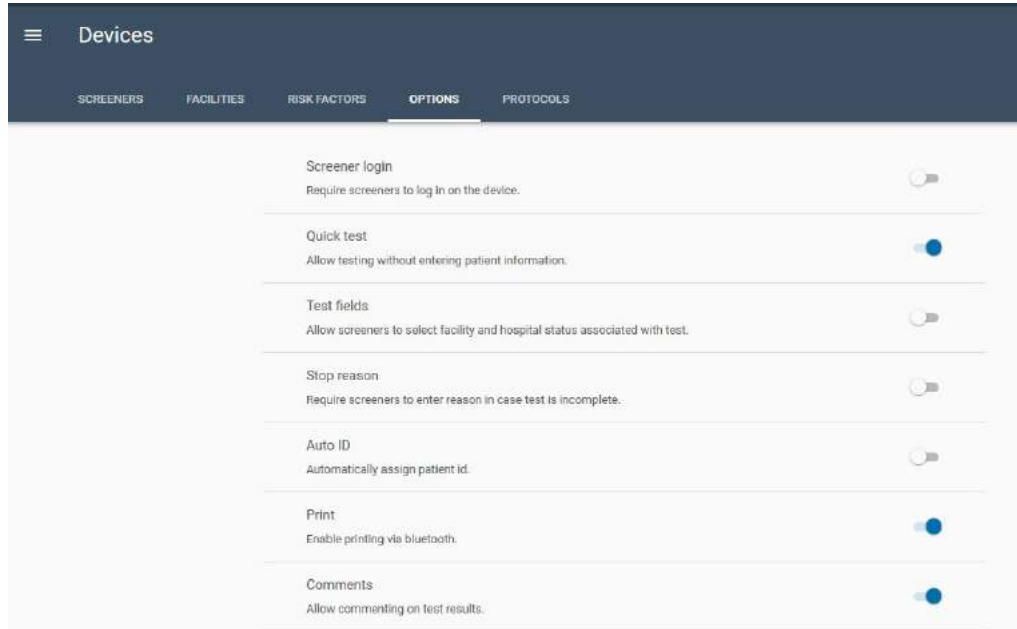 Devices
SCREENERS FACILITIES RISK FACTORS OPTIONS PROTOCOLS
Screener login
Require screeners to log in on the device.
Quick test
Allow testing without entering patient information.
Test fields
Allow screeners to select facility and hospital status associated with test.
Stop reason
Require screeners to enter reason in case test is incomplete.
Auto ID
Automatically assign patient id.
Print
Enable printing via bluetooth.
Comments
Allow commenting on test results.